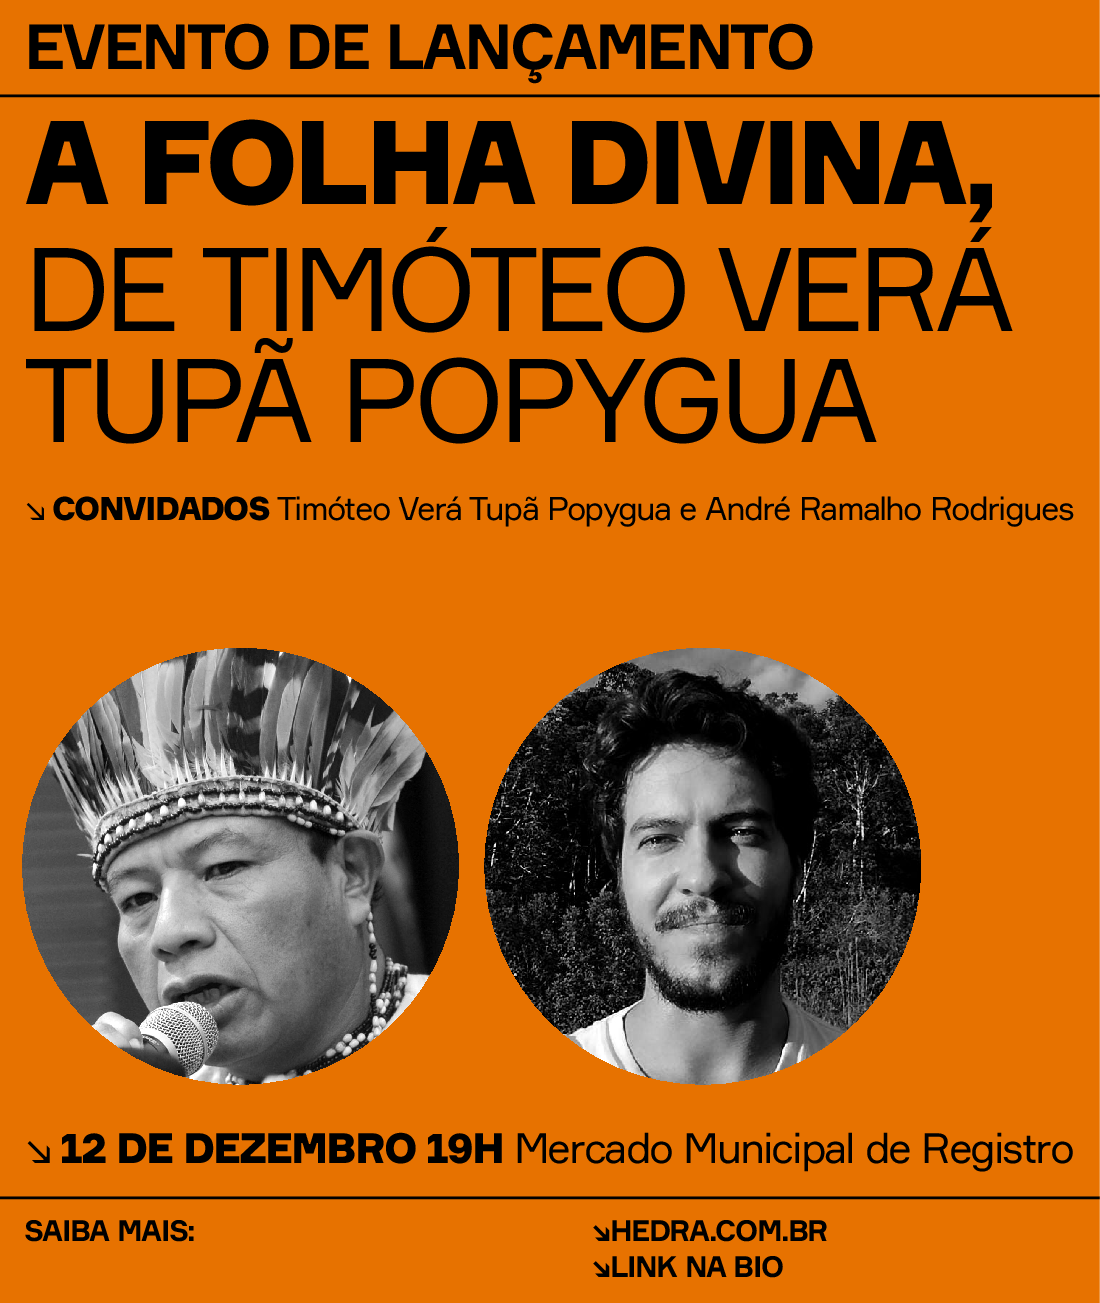 EVENTO DE LANÇAMENTO
A FOLHA DIVINA,
DE TIMÓTEO VERÁ
TUPÃ POPYGUA
↘ CONVIDADOS Timóteo Verá Tupã Popygua e André Ramalho Rodrigues
↘ 12 DE DEZEMBRO 19H Mercado Municipal de Registro
SAIBA MAIS:
↘HEDRA.COM.BR
↘LINK NA BIO